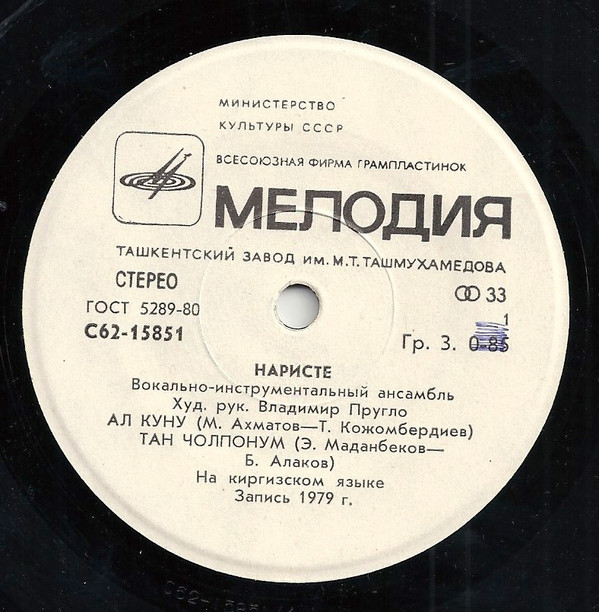 МИНИСТЕРСТВО
КУЛЬТУРЫ СССР
ВСЕСОЮЗНАЯ ФИРМА ГРАМПЛАСТИНОК
МЕЛОДИЯ
ТАШКЕНТСКИЙ ЗАВОД ИМ. М.Т. ТАШМУХАМЕДОВА
СТЕРЕО
33
ГОСТ 5289-80
С62-15851
1
Гр. 3. 0-85
НАРИСТЕ
Вокально-инструментальный ансамбль
Худ. рук. Владимир Пругло
АЛ КУНУ (М. Ахматов—Т. Кожомбердиев)
ТАН ЧОЛПОНУМ (Э. Маданбеков—
Б. Алаков)
На киргизском языке
Запись 1979 г.